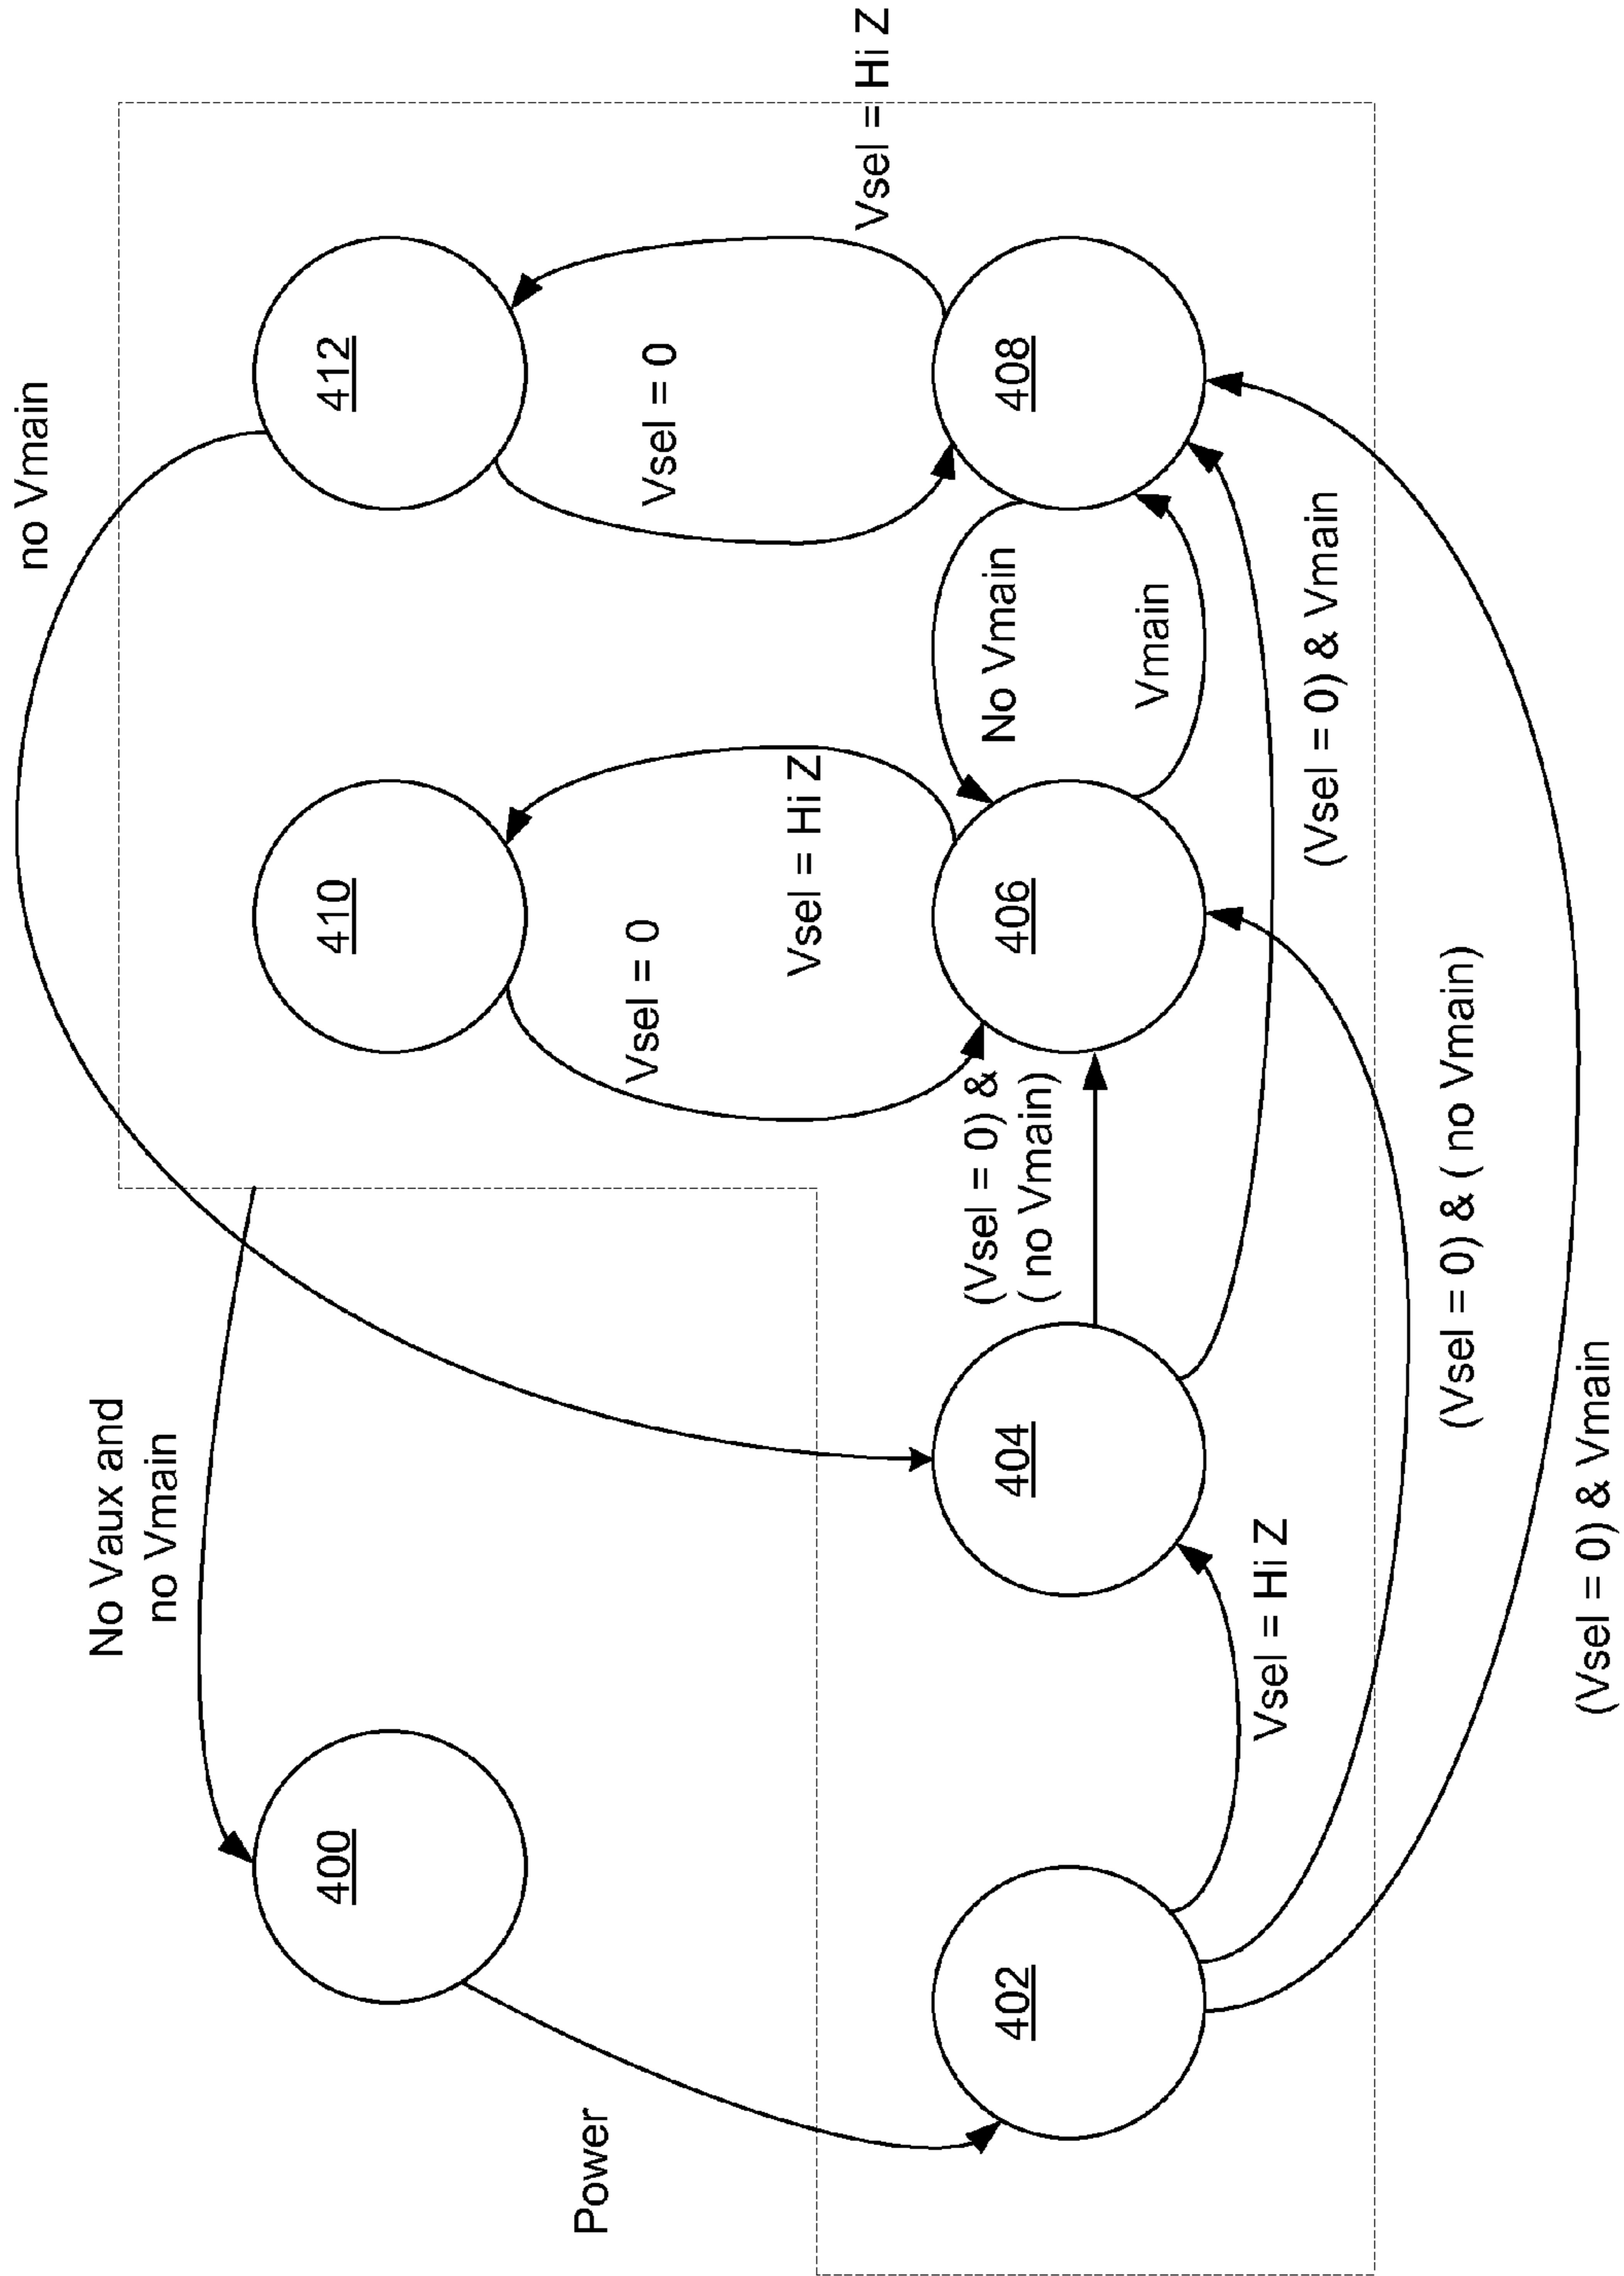 no Vmain
No Vaux and
no Vmain
400
410
412
Power
Vsel = 0
Vsel = Hi Z
Vsel = 0
Vsel = Hi Z
(Vsel = 0) &
( no Vmain)
No Vmain
Vmain
402
404
406
408
Vsel = Hi Z
(Vsel = 0) & Vmain
(Vsel = 0) & ( no Vmain)
(Vsel = 0) & Vmain